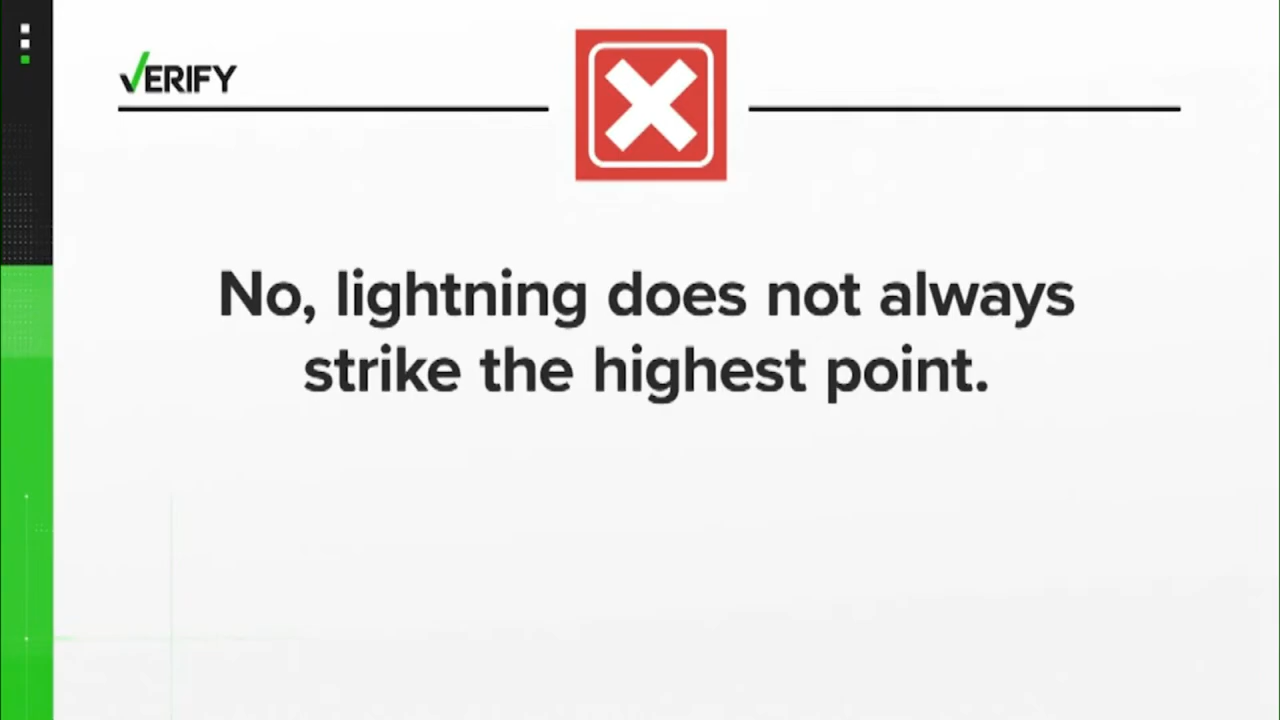 VERIFY
No, lightning does not always
strike the highest point.